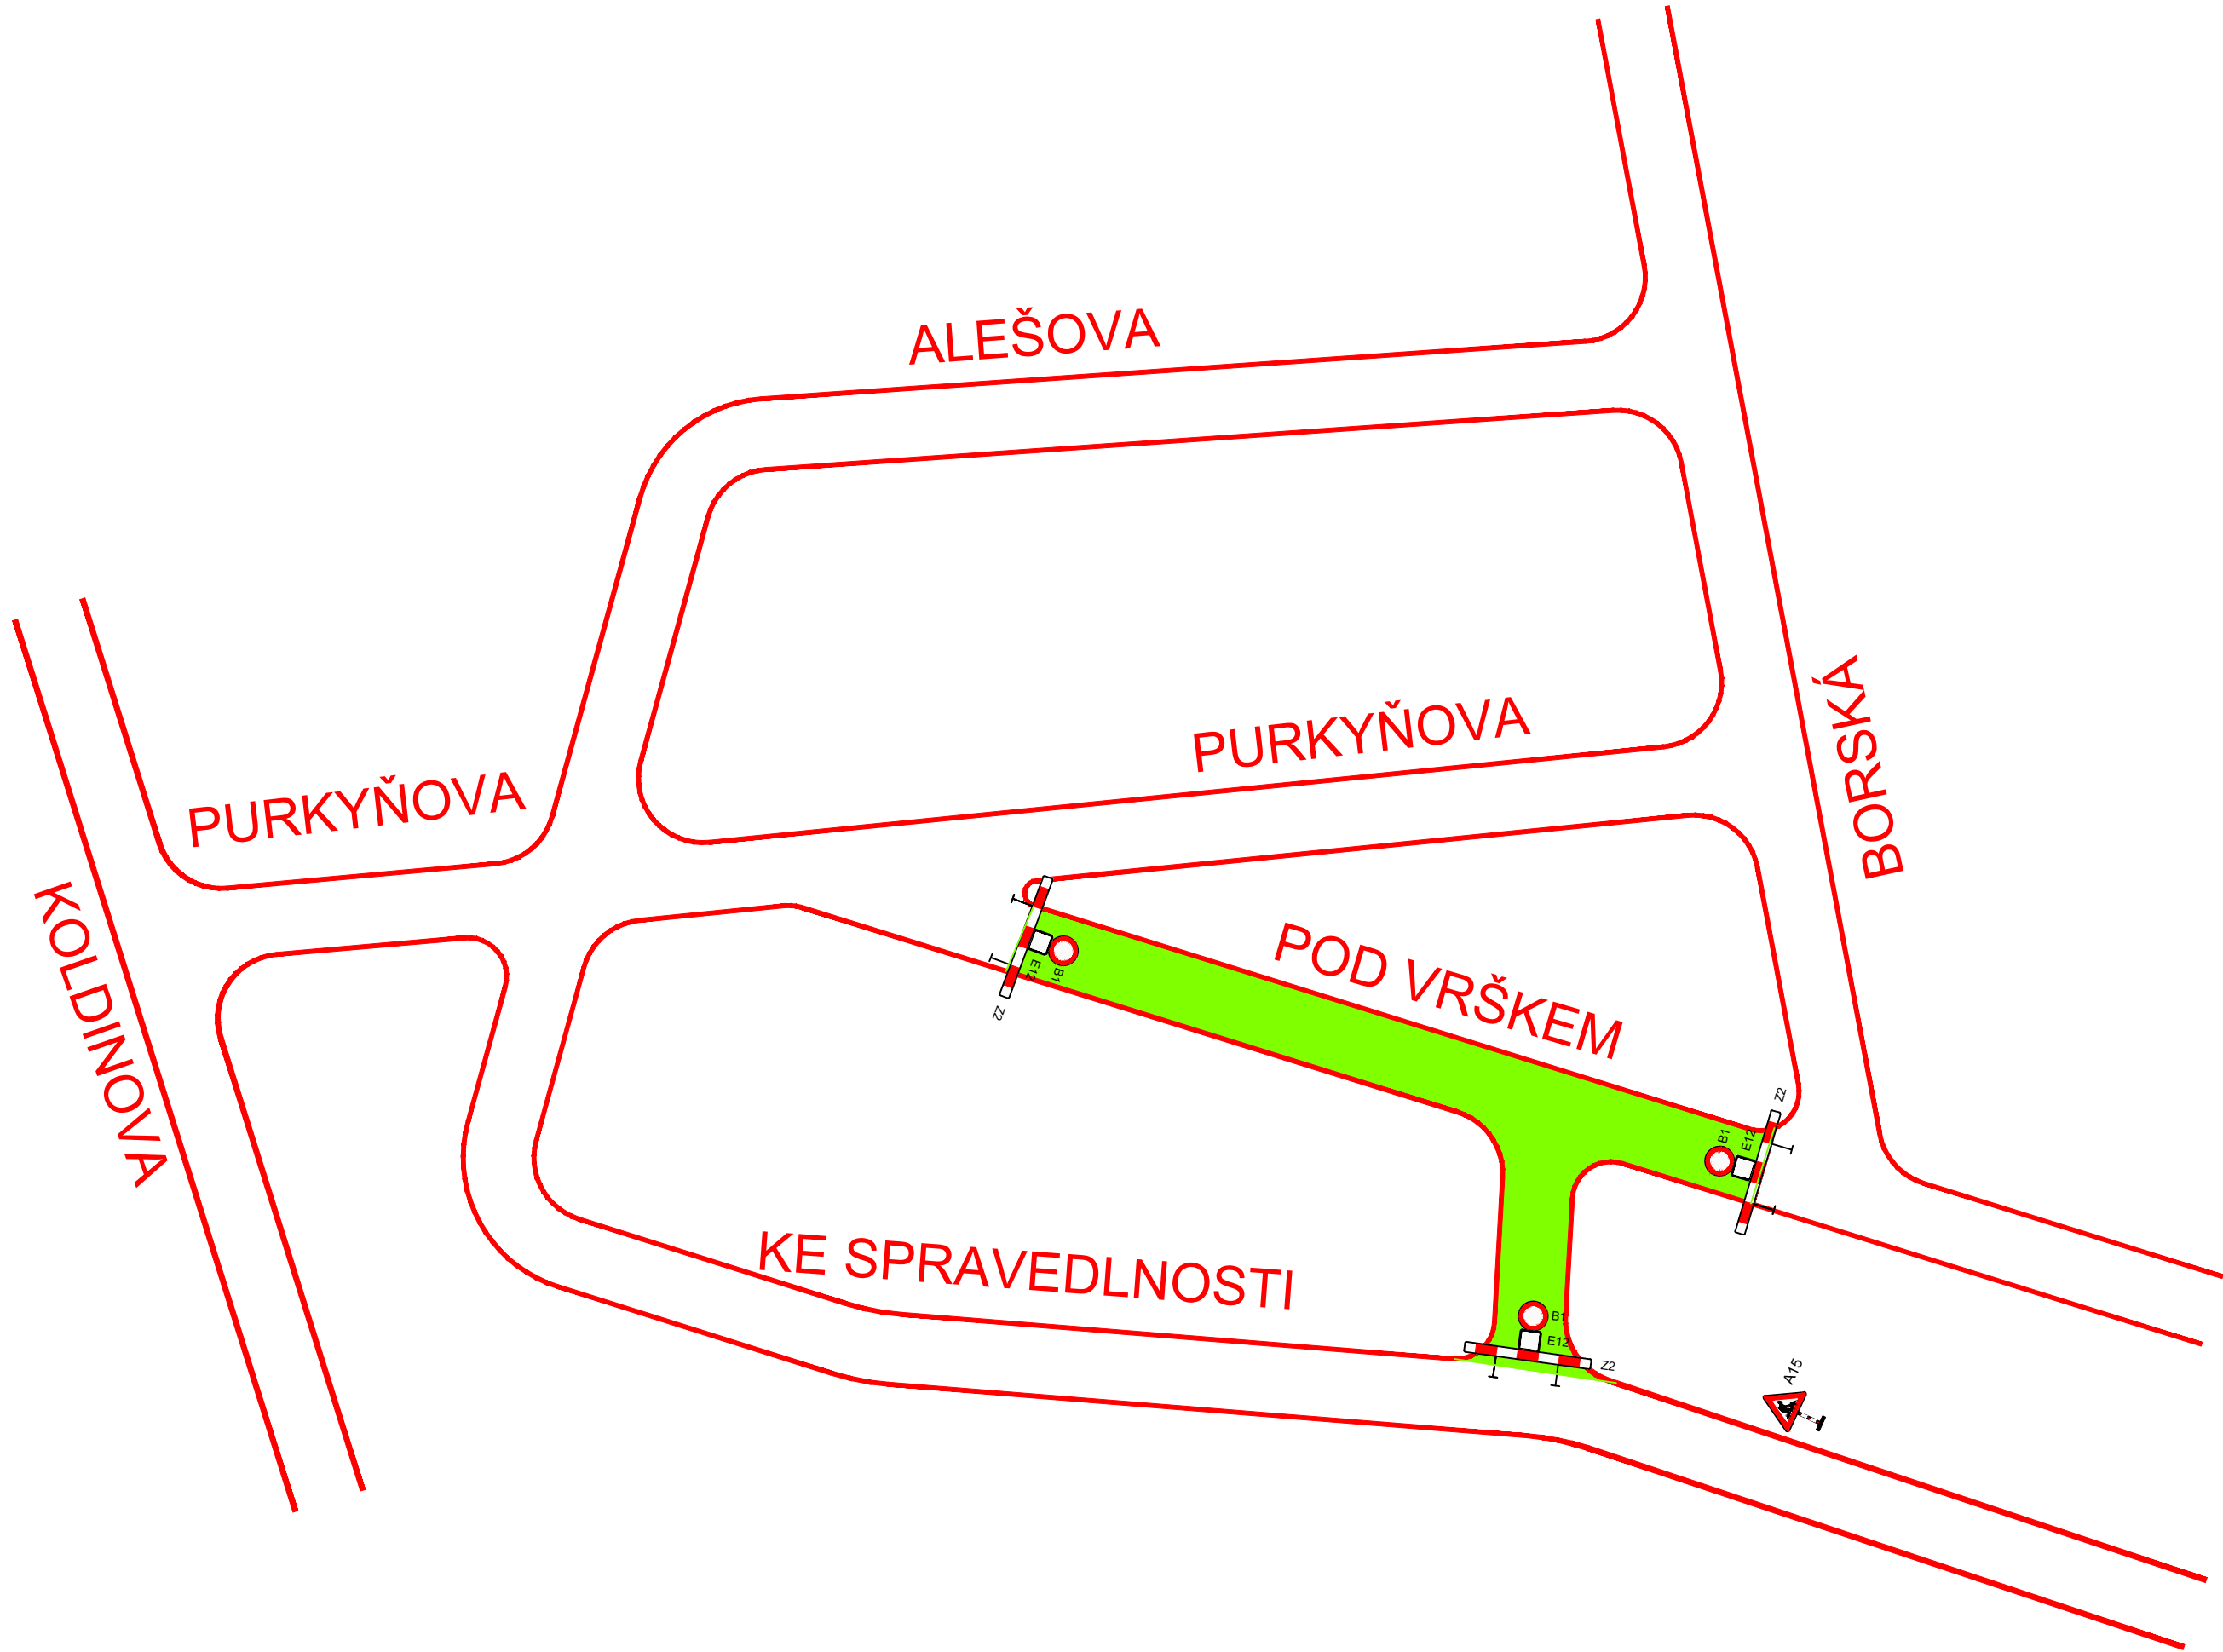 ALEŠOVA
PURKYŇOVA
PURKYŇOVA
BORSKÁ
KOLDINOVA
POD VRŠKEM
E12
B1
Z2
Z2
B1
E12
KE SPRAVEDLNOSTI
B1
E12
Z2
A15